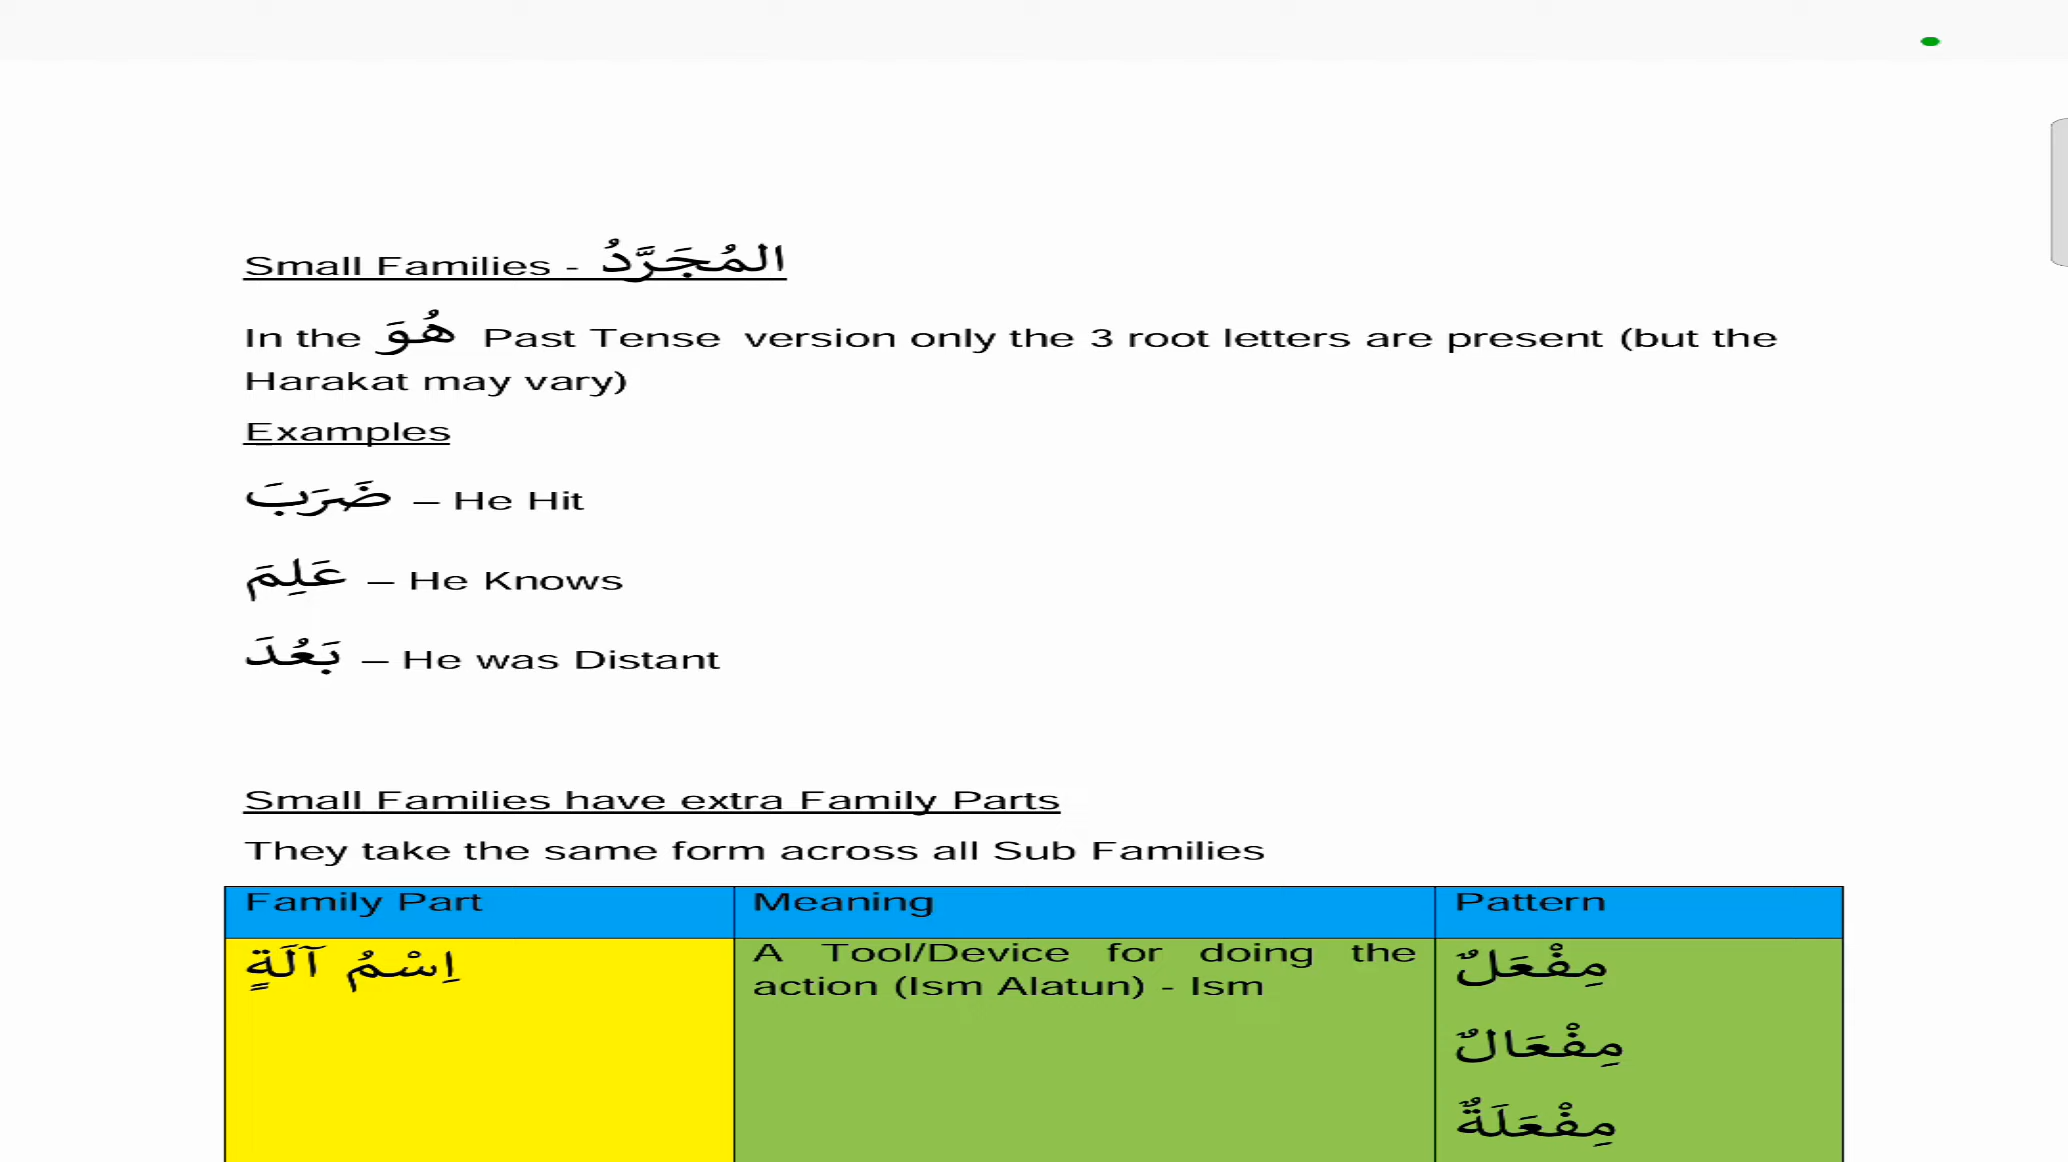 Small Families - المُجَرَّدُ
In the هُوَ Past Tense version only the 3 root letters are present (but the
Harakat may vary)
Examples
ضَرَبَ – He Hit
عَلِمَ – He Knows
بَعُدَ – He was Distant
Small Families have extra Family Parts
They take the same form across all Sub Families
Family Part Meaning Pattern
اِسْمُ آلَةٍ A Tool/Device for doing the مِفْعَلٌ
action (Ism Alatun) - Ism
مِفْعَالٌ
مِفْعَلَةٌ